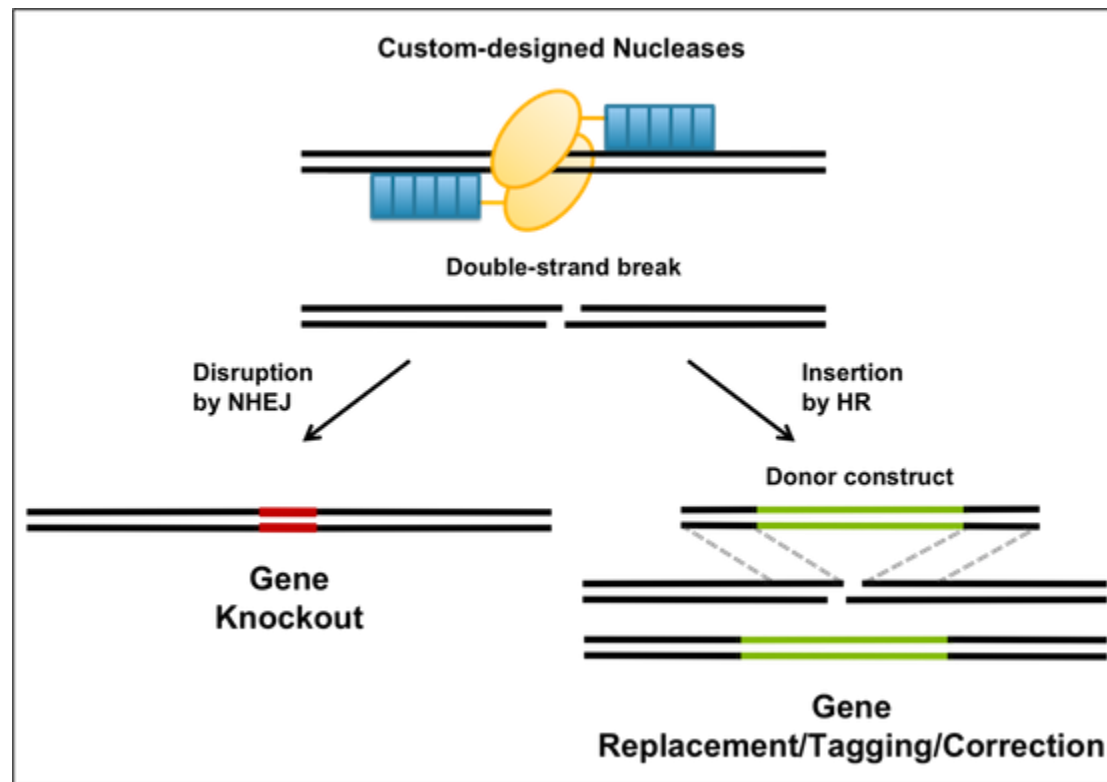 Custom-designed Nucleases
Double-strand break
Disruption
by NHEJ
Insertion
by HR
Donor construct
Gene
Knockout
Gene
Replacement/Tagging/Correction